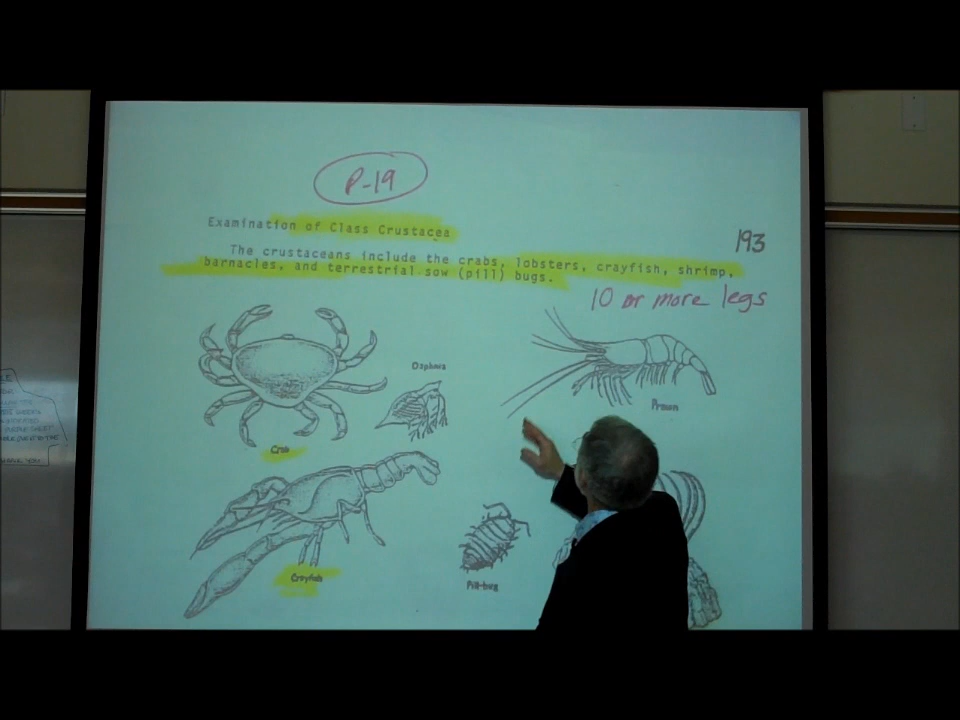 P-19
Examination of Class Crustacea
193
The crustaceans include the crabs, lobsters, crayfish, shrimp,
barnacles, and terrestrial sow (pill) bugs.
10 or more legs
Daphnia
Prawn
Crab
Crayfish
Pill-bug